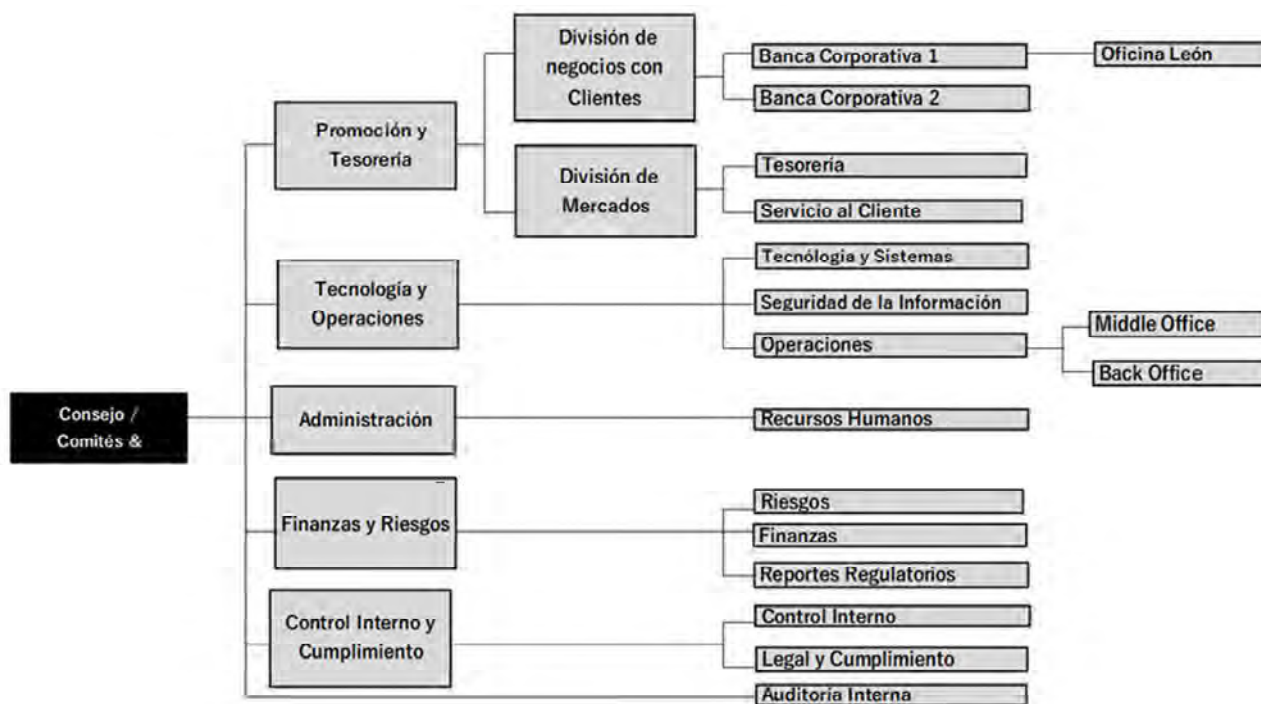 División de
negocios con
Clientes
Banca Corporativa 1
Oficina León
Banca Corporativa 2
Promoción y
Tesorería
División de
Mercados
Tesorería
Servicio al Cliente
Tecnología y
Operaciones
Tecnólogia y Sistemas
Seguridad de la Información
Operaciones
Middle Office
Back Office
Consejo /
Comités &
Administración
Recursos Humanos
Finanzas y Riesgos
Riesgos
Finanzas
Reportes Regulatorios
Control Interno y
Cumplimiento
Control Interno
Legal y Cumplimiento
Auditoría Interna